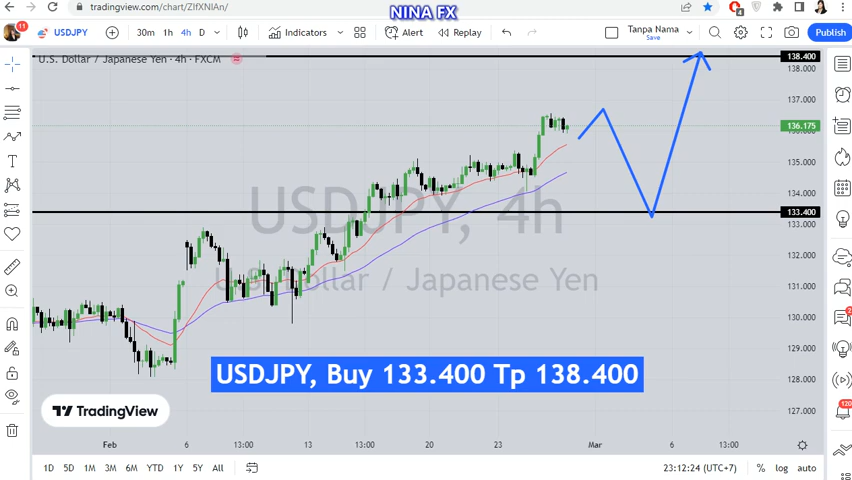 NINA FX
tradingview.com/chart/ZIfXNIAn/
11
USDJPY
30m 1h 4h D
Indicators
Alert
Replay
Tanpa Nama
Save
Publish
U.S. Dollar / Japanese Yen · 4h · FXCM
138.400
138.000
137.000
136.175
135.000
134.000
133.400
133.000
132.000
131.000
130.000
129.000
128.000
127.000
USDJPY, 4h
U.S. Dollar / Japanese Yen
USDJPY, Buy 133.400 Tp 138.400
TradingView
Feb 6 13:00 13 13:00 20 23 Mar 6 13:00
1D 5D 1M 3M 6M YTD 1Y 5Y All
23:12:24 (UTC+7) % log auto
120